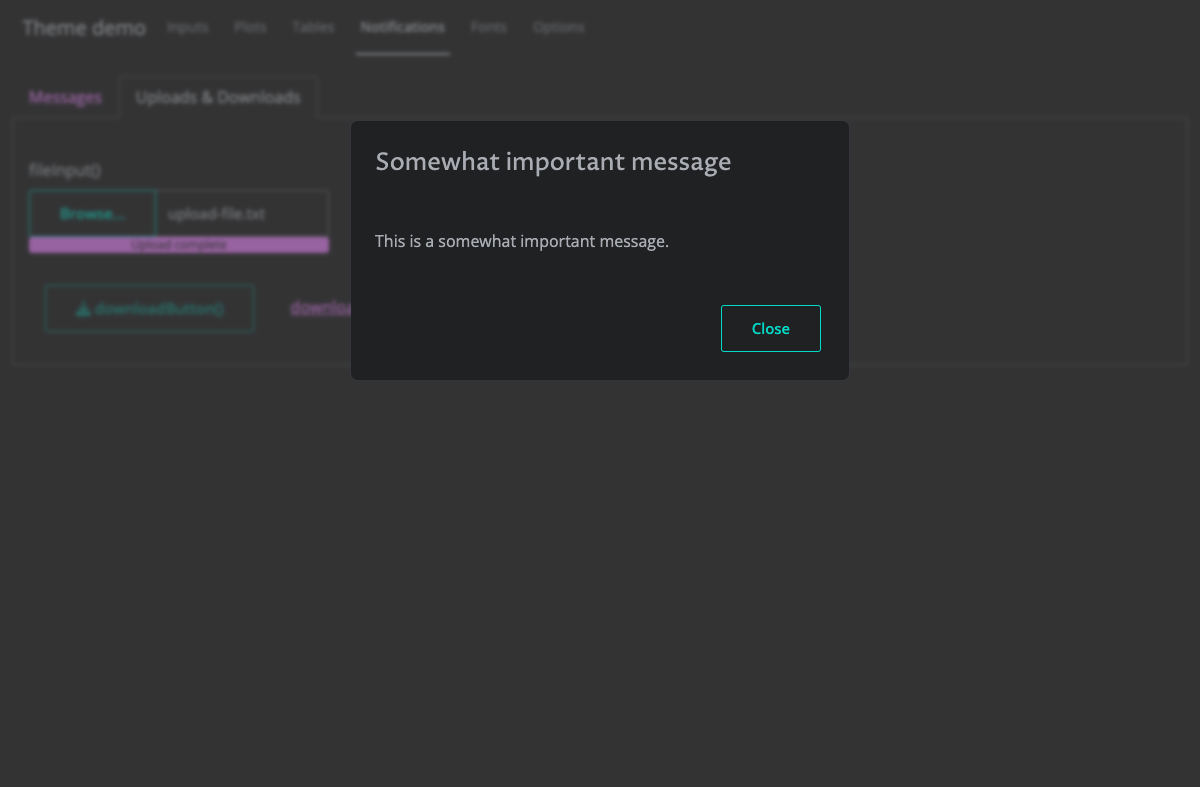 Theme demo Inputs Plots Tables Notifications Fonts Options
Messages Uploads & Downloads
Somewhat important message
fileInput()
Browse... upload-file.txt
Upload complete
This is a somewhat important message.
downloadButton() downloa
Close